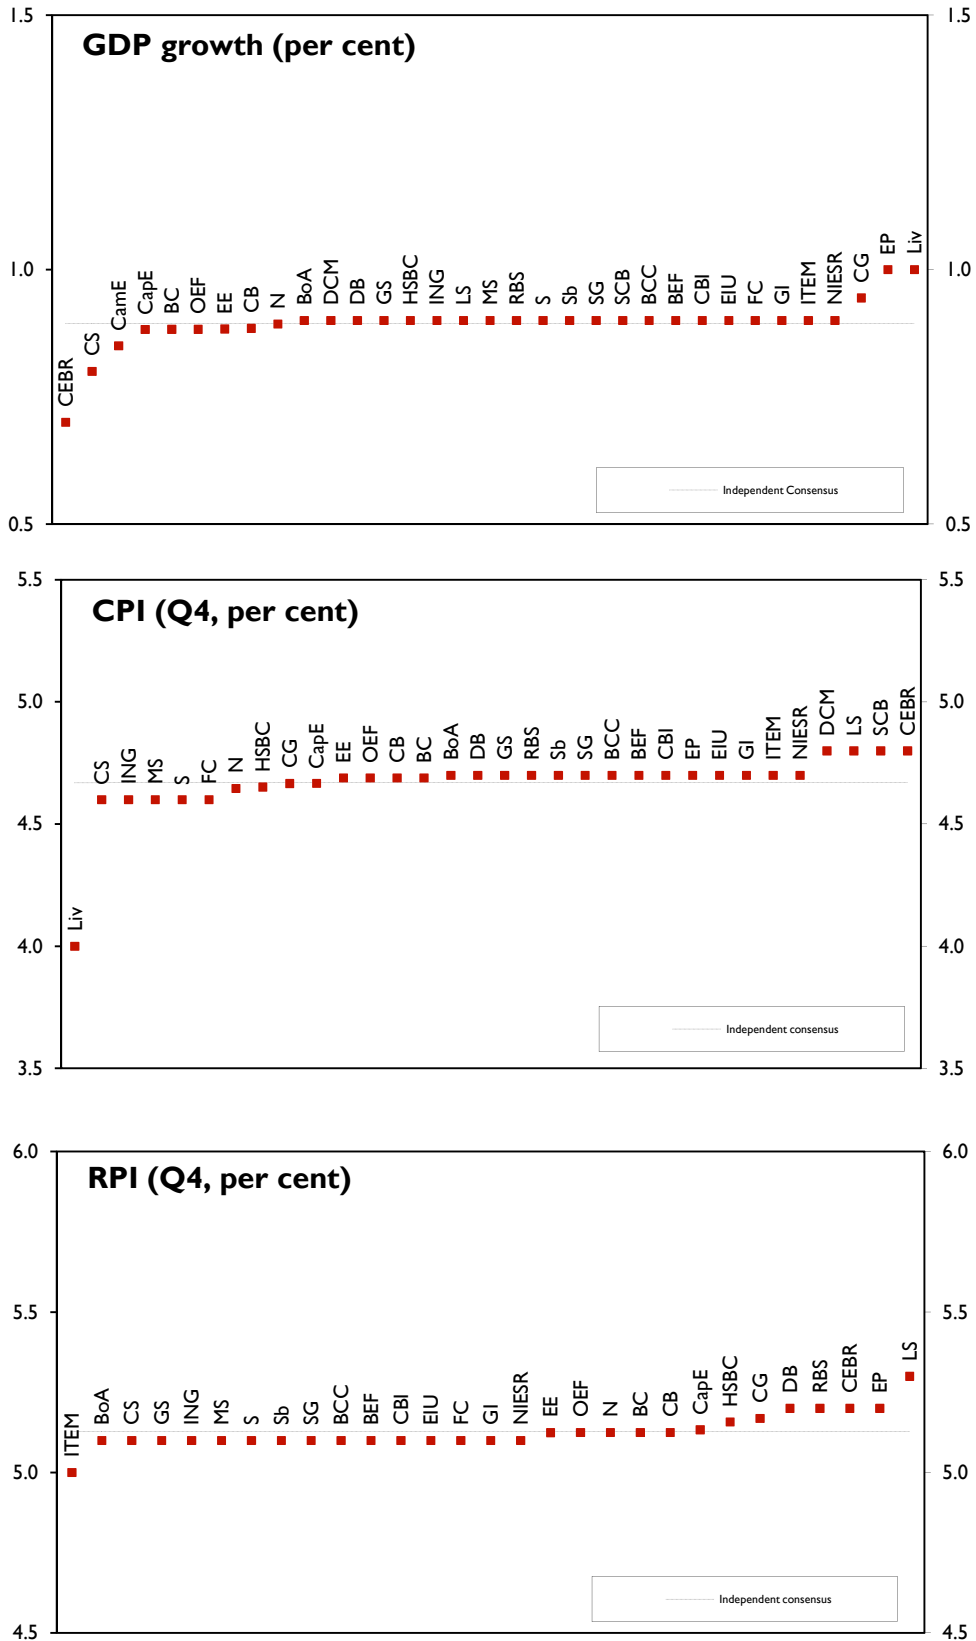 1.5 1.5
GDP growth (per cent)
1.0 1.0
CEBR CS CamE CapE BC OEF EE CB N BoA DCM DB GS HSBC ING LS MS RBS S Sb SG SCB BCC BEF CBI EIU FC GI ITEM NIESR CG EP Liv
Independent Consensus
0.5 0.5
5.5 5.5
CPI (Q4, per cent)
5.0 5.0
Liv CS ING MS S FC N HSBC CG CapE EE OEF CB BC BoA DB GS RBS Sb SG BCC BEF CBI EP EIU GI ITEM NIESR DCM LS SCB CEBR
4.5 4.5
4.0 4.0
Independent consensus
3.5 3.5
6.0 6.0
RPI (Q4, per cent)
5.5 5.5
ITEM BoA CS GS ING MS S Sb SG BCC BEF CBI EIU FC GI NIESR EE OEF N BC CB CapE HSBC CG DB RBS CEBR EP LS
5.0 5.0
Independent consensus
4.5 4.5